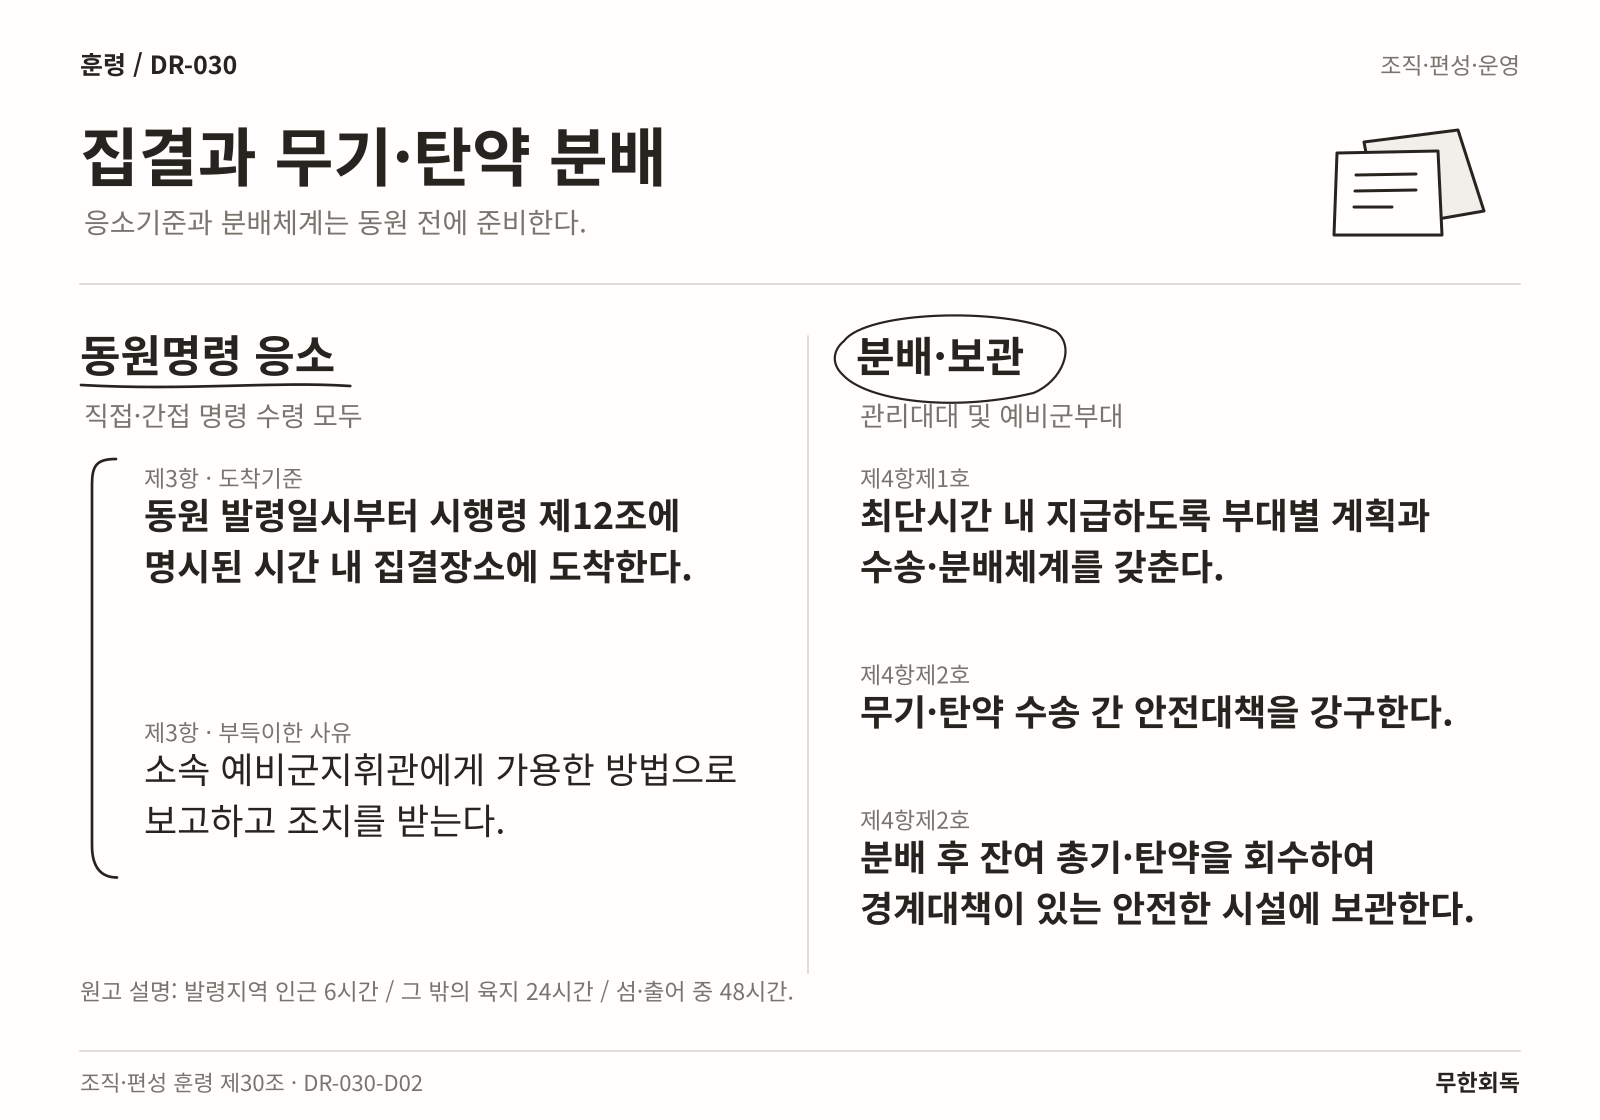 훈령 / DR-030
조직·편성·운영
집결과 무기·탄약 분배
응소기준과 분배체계는 동원 전에 준비한다.
동원명령 응소
직접·간접 명령 수령 모두
제3항 · 도착기준
동원 발령일시부터 시행령 제12조에
명시된 시간 내 집결장소에 도착한다.
제3항 · 부득이한 사유
소속 예비군지휘관에게 가용한 방법으로
보고하고 조치를 받는다.
분배·보관
관리대대 및 예비군부대
제4항제1호
최단시간 내 지급하도록 부대별 계획과
수송·분배체계를 갖춘다.
제4항제2호
무기·탄약 수송 간 안전대책을 강구한다.
제4항제2호
분배 후 잔여 총기·탄약을 회수하여
경계대책이 있는 안전한 시설에 보관한다.
원고 설명: 발령지역 인근 6시간 / 그 밖의 육지 24시간 / 섬·출어 중 48시간.
조직·편성 훈령 제30조 · DR-030-D02
무한회독